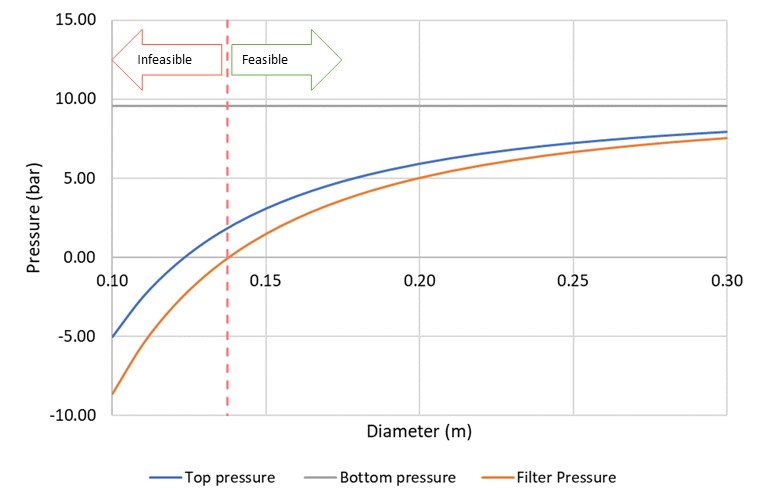 15.00
Infeasible
Feasible
10.00
5.00
0.00
0.10
0.15
0.20
0.25
0.30
-5.00
-10.00
Pressure (bar)
Diameter (m)
Top pressure
Bottom pressure
Filter Pressure